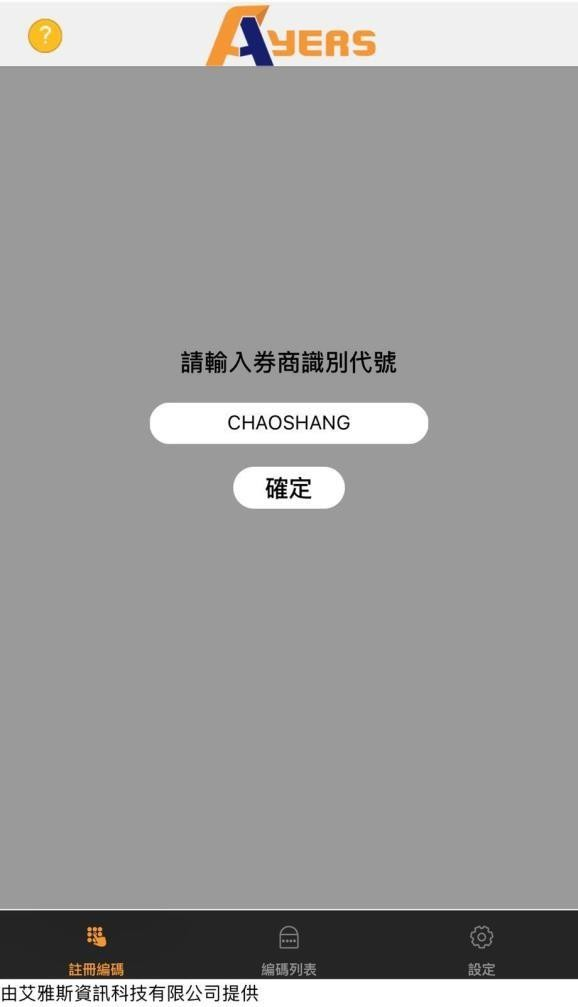 ?
AYERS
請輸入券商識別代號
CHAOSHANG
確定
註冊編碼
編碼列表
設定
由艾雅斯資訊科技有限公司提供